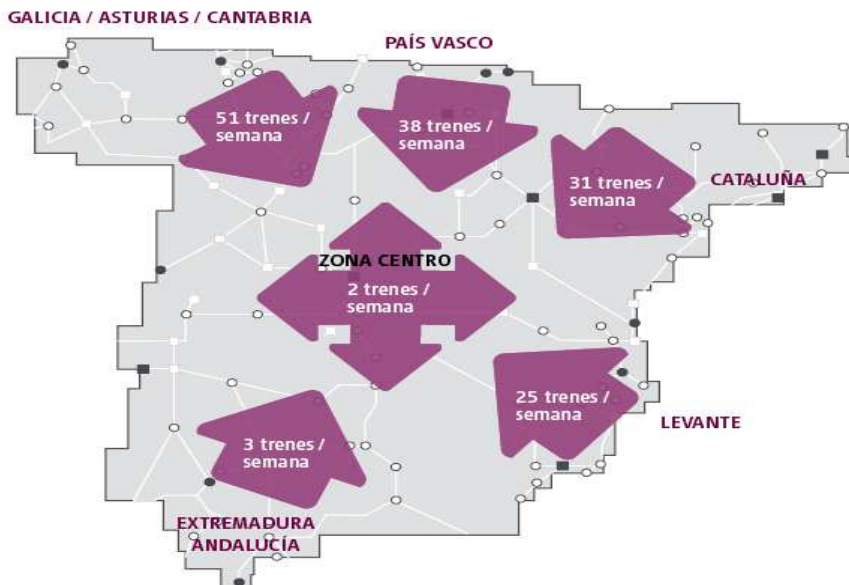 GALICIA / ASTURIAS / CANTABRIA
PAÍS VASCO
51 trenes /
semana
38 trenes /
semana
31 trenes /
semana
CATALUÑA
ZONA CENTRO
2 trenes /
semana
25 trenes /
semana
LEVANTE
3 trenes /
semana
EXTREMADURA
ANDALUCÍA